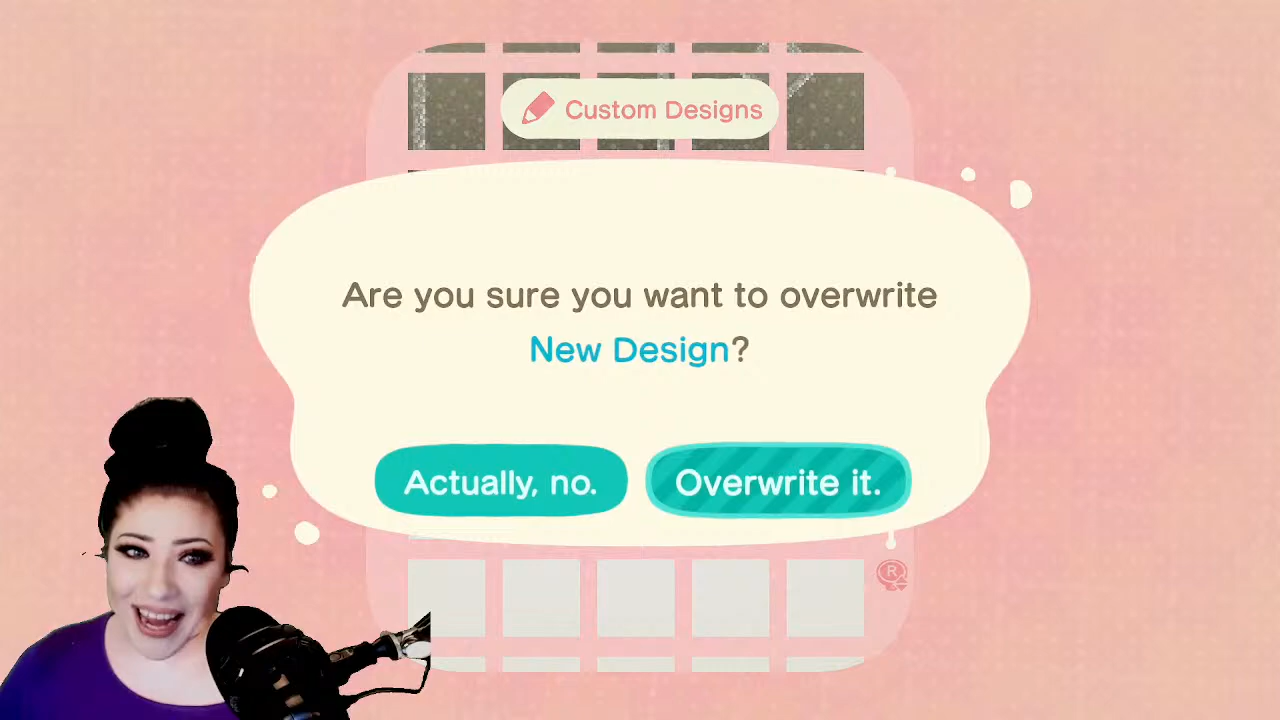 Custom Designs
Are you sure you want to overwrite
New Design?
Actually, no.
Overwrite it.
R